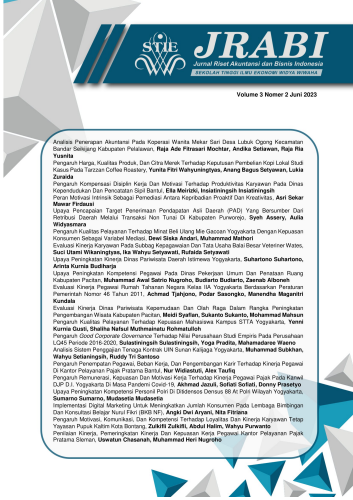 STIE
WW
JRABI
Jurnal Riset Akuntansi dan Bisnis Indonesia
SEKOLAH TINGGI ILMU EKONOMI WIDYA WIWAHA
Volume 3 Nomer 2 Juni 2023
Analisis Penerapan Akuntansi Pada Koperasi Wanita Mekar Sari Desa Lubuk Ogong Kecamatan
Bandar Seikijang Kabupaten Pelalawan, Raja Ade Fitrasari Mochtar, Andika Setiawan, Raja Ria
Yusnita
Pengaruh Harga, Kualitas Produk, Dan Citra Merek Terhadap Keputusan Pembelian Kopi Lokal Studi
Kasus Pada Tarzzan Coffee Roastery, Yunita Fitri Wahyuningtyas, Anang Bagus Setyawan, Lukia
Zuraida
Pengaruh Kompensasi Disiplin Kerja Dan Motivasi Terhadap Produktivitas Karyawan Pada Dinas
Kependudukan Dan Pencatatan Sipil Bantul, Ella Meirizki, Insiatiningsih Insiatiningsih
Peran Motivasi Intrinsik Sebagai Pemediasi Antara Kepribadian Proaktif Dan Kreativitas, Asri Sekar
Mawar Firdausi
Upaya Pencapaian Target Penerimaan Pendapatan Asli Daerah (PAD) Yang Bersumber Dari
Retribusi Daerah Melalui Transaksi Non Tunai Di Kabupaten Purworejo, Syeh Assery, Aulia
Widyasmara
Pengaruh Kualitas Pelayanan Terhadap Minat Beli Ulang Mie Gacoan Yogyakarta Dengan Kepuasan
Konsumen Sebagai Variabel Mediasi, Dewi Siska Andari, Muhammad Mathori
Evaluasi Kinerja Karyawan Pada Subbag Kepegawaian Dan Tata Usaha Balai Besar Veteriner Wates,
Suci Utami Wikaningtyas, Ika Wahyu Setyawati, Rufaida Setyawati
Upaya Peningkatan Kinerja Dinas Pariwisata Daerah Istimewa Yogyakarta, Suhartono Suhartono,
Arinta Kurnia Budiharja
Upaya Peningkatan Kompetensi Pegawai Pada Dinas Pekerjaan Umum Dan Penataan Ruang
Kabupaten Pacitan, Muhammad Awal Satrio Nugroho, Budiarto Budiarto, Zaenab Alboneh
Evaluasi Kinerja Pegawai Rumah Tahanan Negara Kelas IIA Yogyakarta Berdasarkan Peraturan
Pemerintah Nomor 46 Tahun 2011, Achmad Tjahjono, Podar Sasongko, Manendha Maganitri
Kundala
Evaluasi Kinerja Dinas Pariwisata Kepemudaan Dan Olah Raga Dalam Rangka Peningkatan
Pengembangan Wisata Kabupaten Pacitan, Meidi Syaflan, Sukanto Sukanto, Mohammad Mahsun
Pengaruh Kualitas Pelayanan Terhadap Kepuasan Mahasiswa Kampus STTA Yogyakarta, Yenni
Kurnia Gusti, Shalihe Nafisul Muthmainatu Rohmatulloh
Pengaruh Good Corporate Governance Terhadap Nilai Perusahaan Studi Empiris Pada Perusahaan
LQ45 Periode 2016-2020, Sulastiningsih Sulastiningsih, Yoga Prodita, Mahamadaree Waeno
Analisis Sistem Penggajian Tenaga Kontrak UIN Sunan Kalijaga Yogyakarta, Muhammad Subkhan,
Wahyu Setianingsih, Ruddy Tri Santoso
Pengaruh Penempatan Pegawai, Beban Kerja, Dan Pengembangan Karir Terhadap Kinerja Pegawai
Di Kantor Pelayanan Pajak Pratama Bantul, Nur Widiastuti, Alex Taufiq
Pengaruh Remunerasi, Kepuasan Dan Motivasi Kerja Terhadap Kinerja Pegawai Pajak Pada Kanwil
DJP D.I. Yogyakarta Di Masa Pandemi Covid-19, Akhmad Jazuli, Sofiati Sofiati, Donny Prasetyo
Upaya Peningkatan Kompetensi Personil Polri Di Ditdensos Densus 88 At Polri Wilayah Yogyakarta,
Sumarno Sumarno, Mudasetia Mudasetia
Implementasi Digital Marketing Untuk Meningkatkan Jumlah Konsumen Pada Lembaga Bimbingan
Dan Konsultasi Belajar Nurul Fikri (BKB NF), Angki Dwi Aryani, Nita Fitriana
Pengaruh Motivasi, Komunikasi, Dan Kompetensi Terhadap Loyalitas Dan Kinerja Karyawan Tetap
Yayasan Pupuk Kaltim Kota Bontang, Zulkifli Zulkifli, Abdul Halim, Wahyu Purwanto
Penilaian Kinerja, Pemeringkatan Kinerja Dan Kepuasan Kerja Pegawai Kantor Pelayanan Pajak
Pratama Sleman, Uswatun Chasanah, Muhammad Heri Nugroho